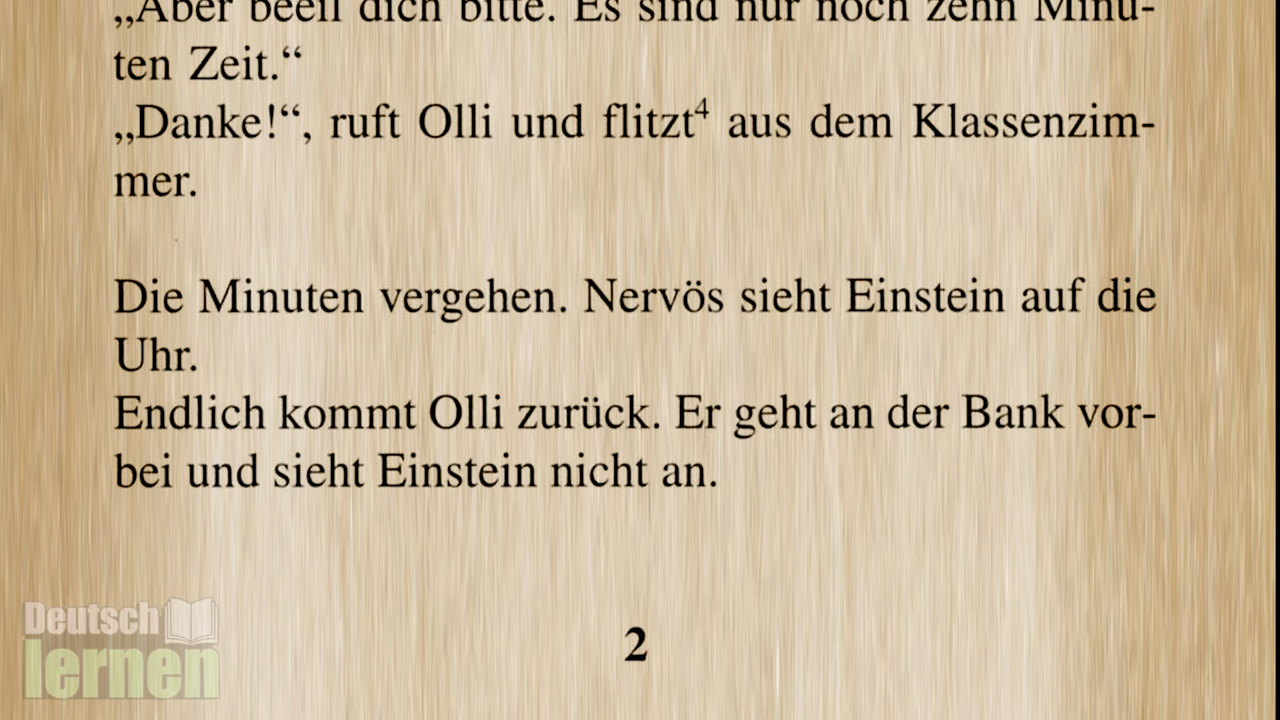 „Aber beeil dich bitte. Es sind nur noch zehn Minu-
ten Zeit.“
„Danke!“, ruft Olli und flitzt⁴ aus dem Klassenzim-
mer.
Die Minuten vergehen. Nervös sieht Einstein auf die
Uhr.
Endlich kommt Olli zurück. Er geht an der Bank vor-
bei und sieht Einstein nicht an.
Deutsch
lernen
2